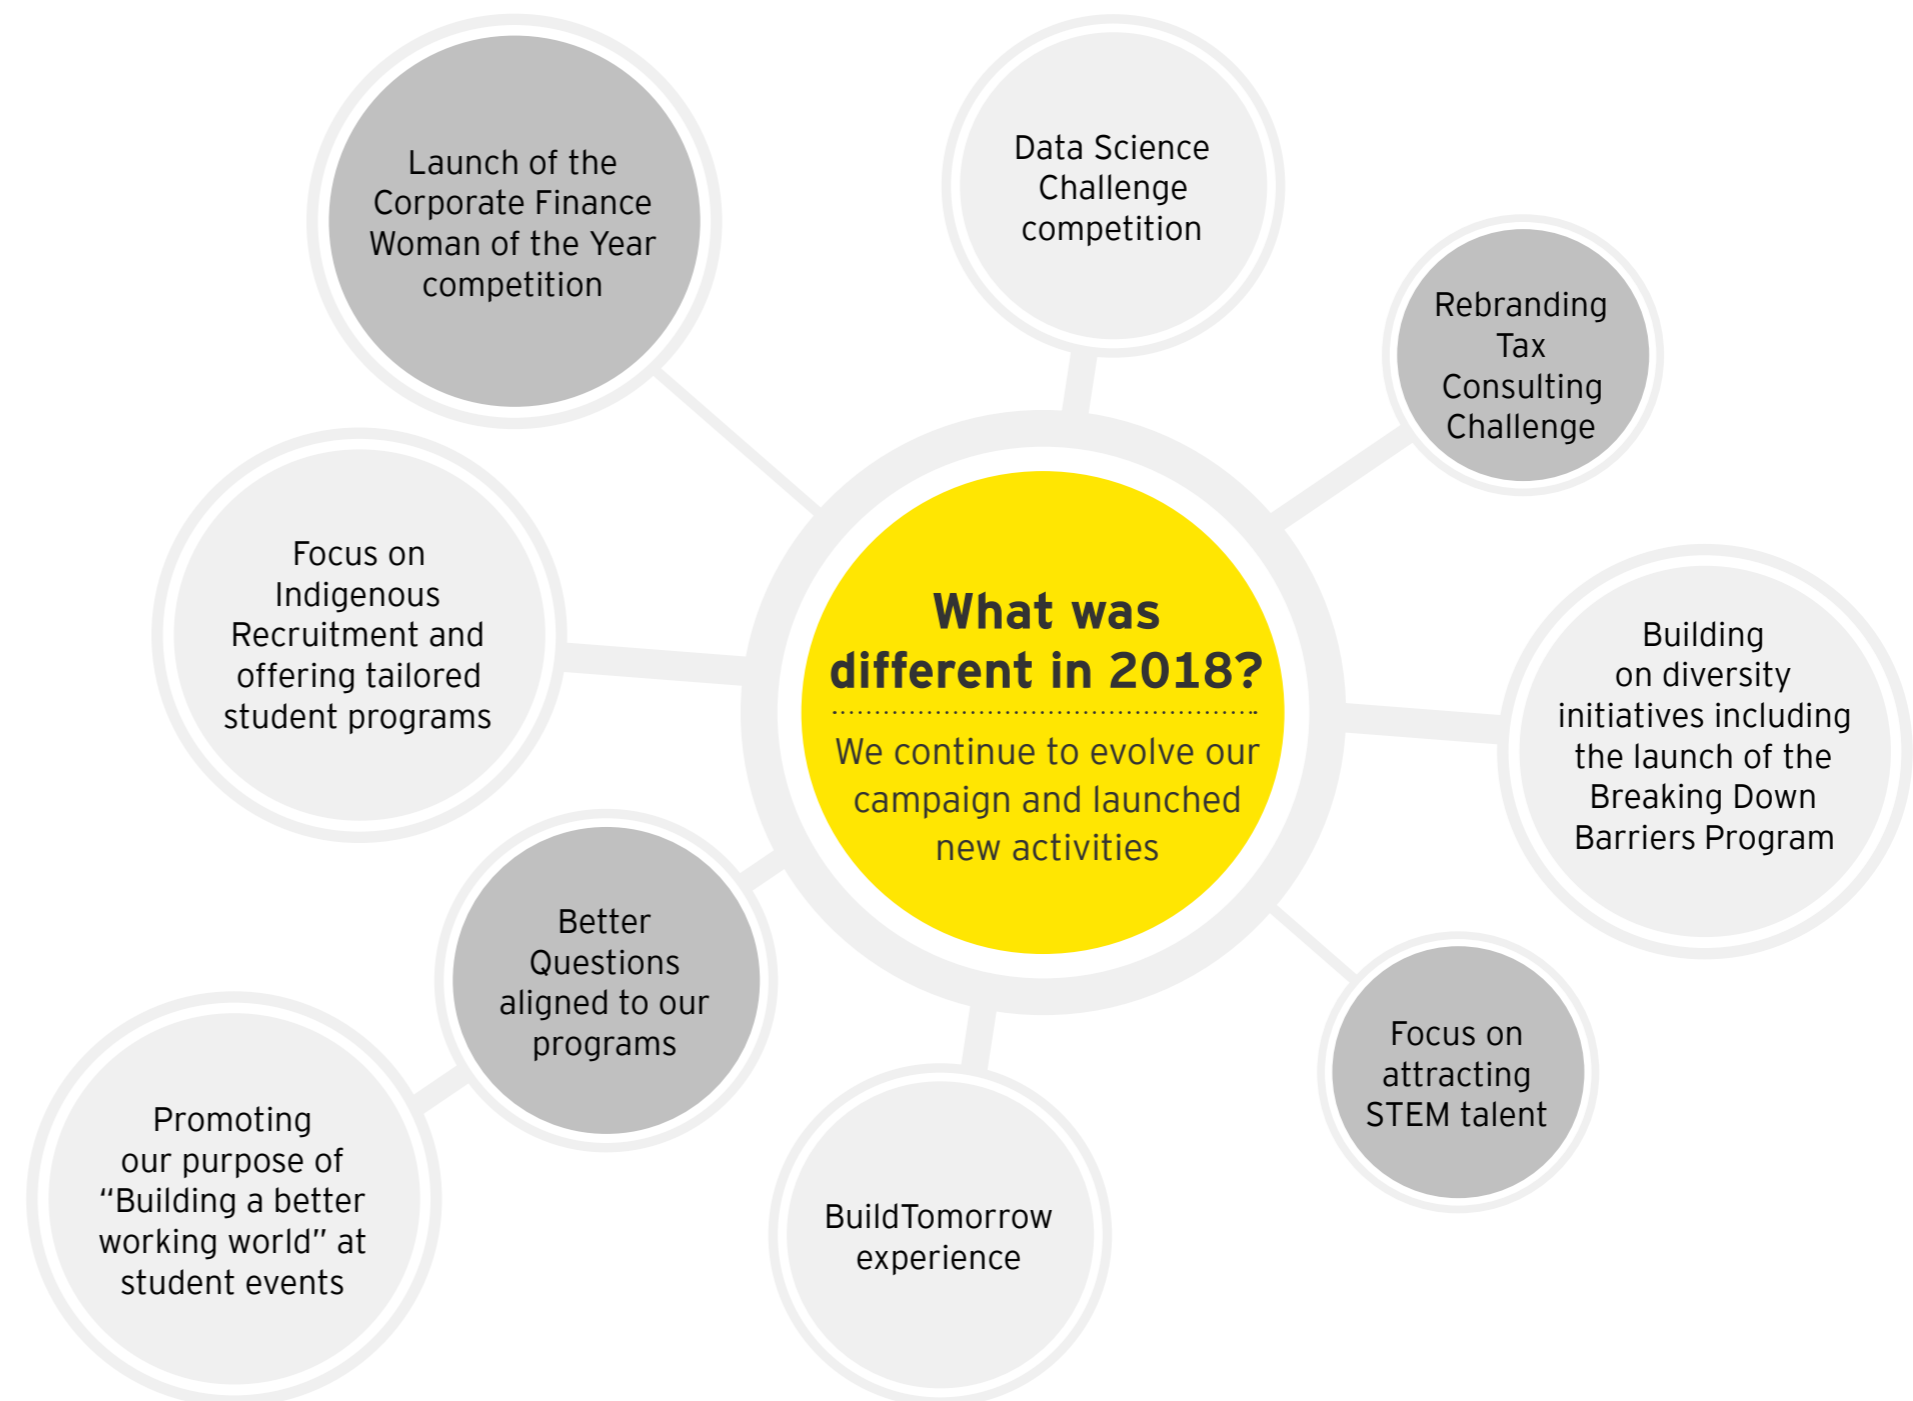 Launch of the
Corporate Finance
Woman of the Year
competition
Data Science
Challenge
competition
Rebranding
Tax
Consulting
Challenge
Focus on
Indigenous
Recruitment and
offering tailored
student programs
What was
different in 2018?
We continue to evolve our
campaign and launched
new activities
Building
on diversity
initiatives including
the launch of the
Breaking Down
Barriers Program
Better
Questions
aligned to our
programs
Focus on
attracting
STEM talent
Promoting
our purpose of
“Building a better
working world” at
student events
BuildTomorrow
experience